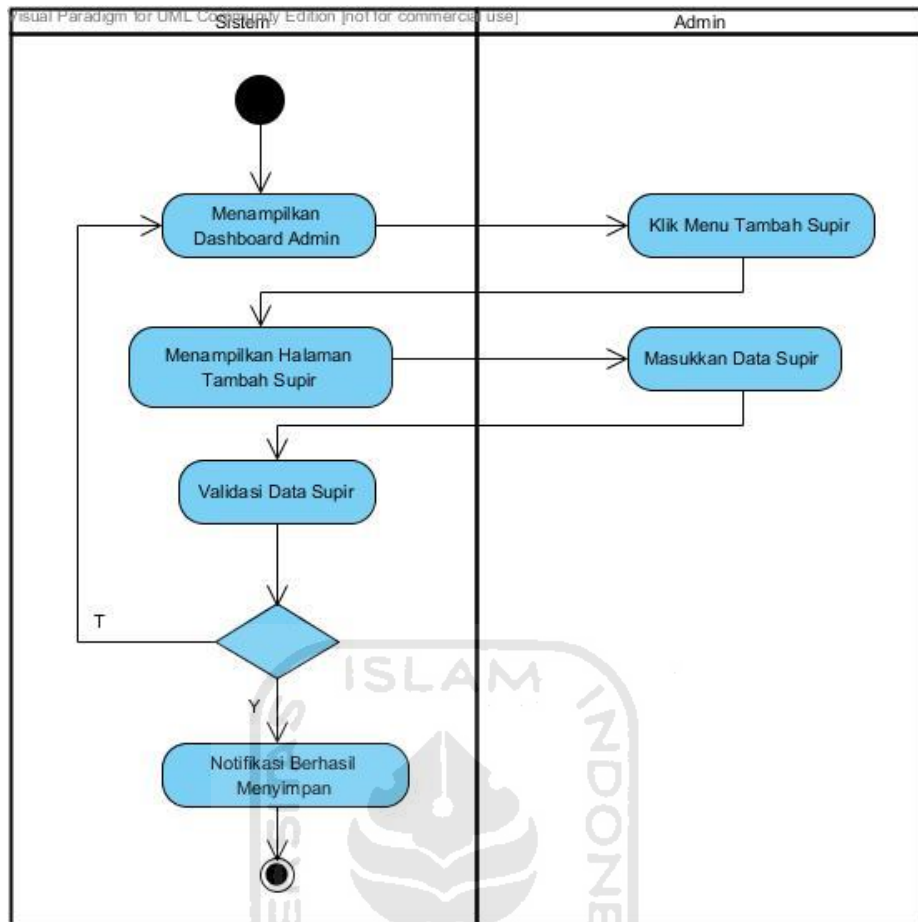 Visual Paradigm for UML Community Edition [not for commercial use]
Sistem
Admin
Menampilkan
Dashboard Admin
Klik Menu Tambah Supir
Menampilkan Halaman
Tambah Supir
Masukkan Data Supir
Validasi Data Supir
T
Y
Notifikasi Berhasil
Menyimpan
ISLAM
INDONE